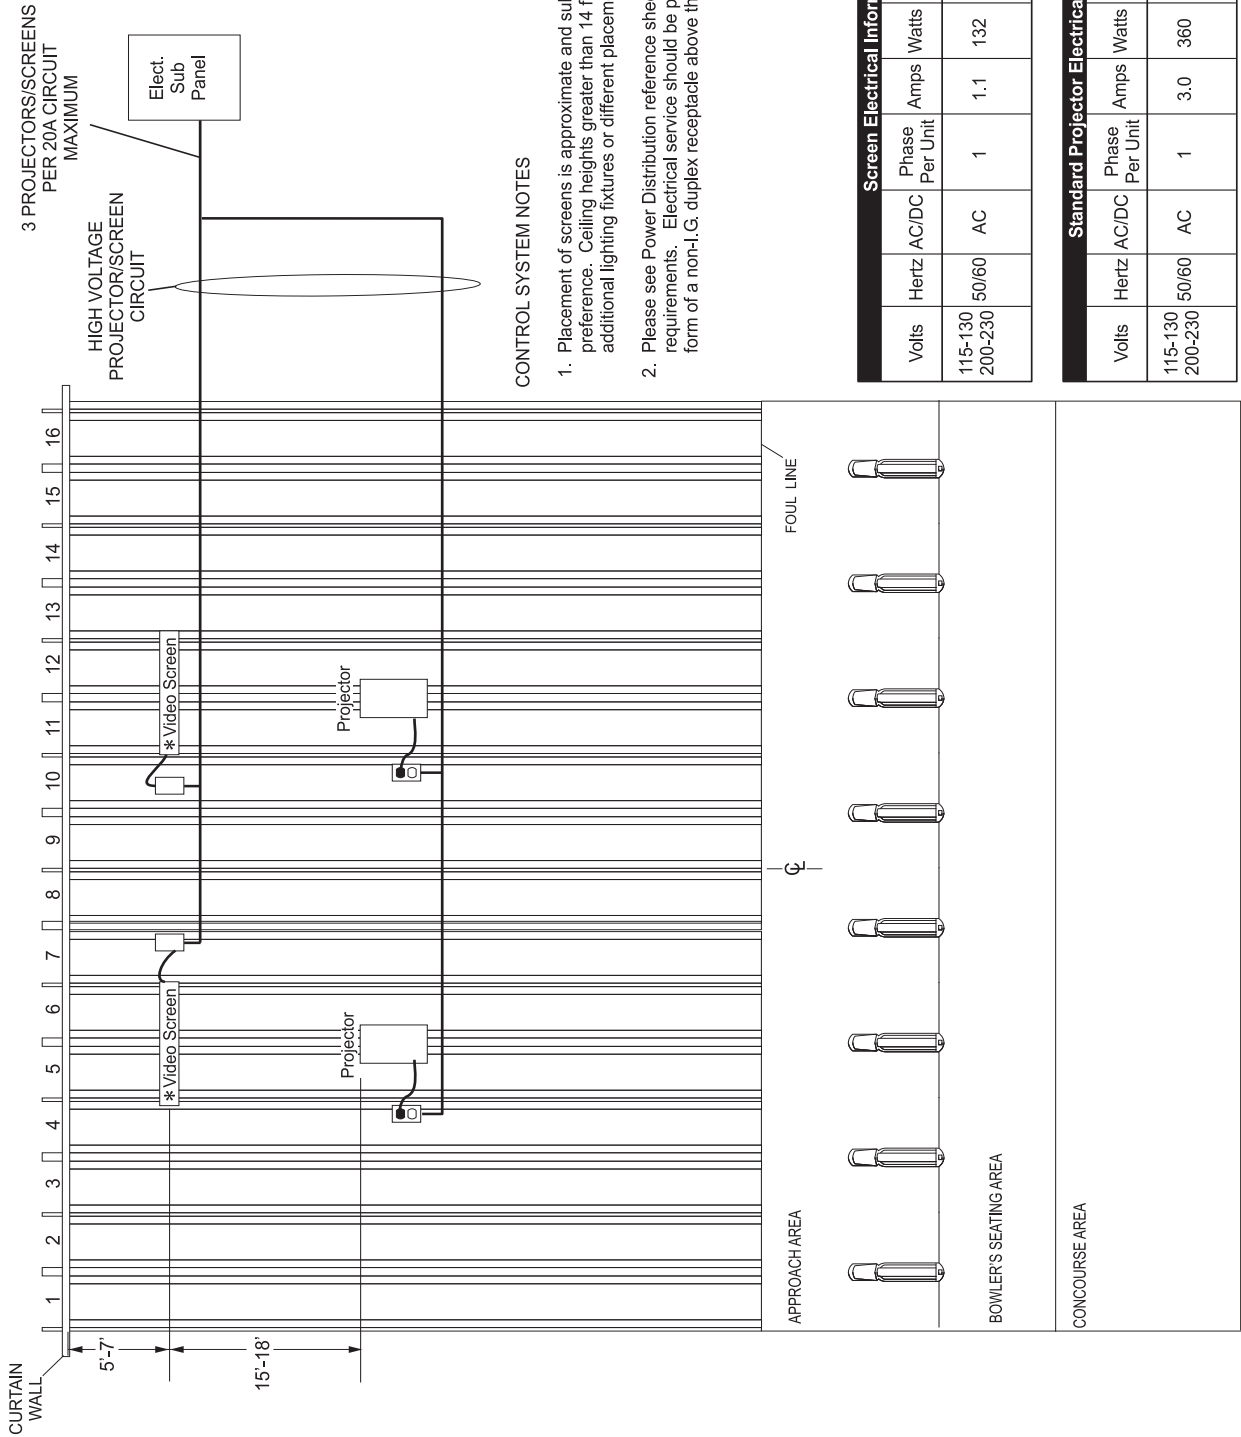 CURTAIN
WALL
1 2 3 4 5 6 7 8 9 10 11 12 13 14 15 16
5'-7'
15'-18'
*Video Screen
*Video Screen
Projector
Projector
HIGH VOLTAGE
PROJECTOR/SCREEN
CIRCUIT
3 PROJECTORS/SCREENS
PER 20A CIRCUIT
MAXIMUM
Elect.
Sub
Panel
FOUL LINE
CL
APPROACH AREA
BOWLER'S SEATING AREA
CONCOURSE AREA
CONTROL SYSTEM NOTES
1. Placement of screens is approximate and
preference. Ceiling heights greater than 14
additional lighting fixtures or different
2. Please see Power Distribution reference
requirements. Electrical service should be
form of a non-I.G. duplex receptacle above
Screen Electrical
Volts Hertz AC/DC Phase Per Unit Amps Watts
115-130
200-230 50/60 AC 1 1.1 132
Standard Projector
Volts Hertz AC/DC Phase Per Unit Amps Watts
115-130
200-230 50/60 AC 1 3.0 360